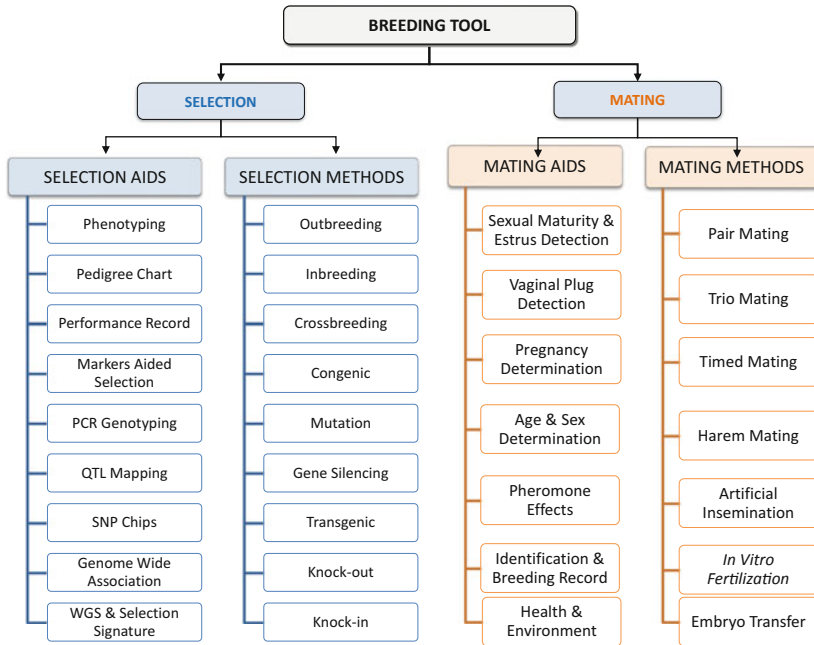 BREEDING TOOL
SELECTION
MATING
SELECTION AIDS
Phenotyping
Pedigree Chart
Performance Record
Markers Aided
Selection
PCR Genotyping
QTL Mapping
SNP Chips
Genome Wide
Association
WGS & Selection
Signature
SELECTION METHODS
Outbreeding
Inbreeding
Crossbreeding
Congenic
Mutation
Gene Silencing
Transgenic
Knock-out
Knock-in
MATING AIDS
Sexual Maturity &
Estrus Detection
Vaginal Plug
Detection
Pregnancy
Determination
Age & Sex
Determination
Pheromone
Effects
Identification &
Breeding Record
Health &
Environment
MATING METHODS
Pair Mating
Trio Mating
Timed Mating
Harem Mating
Artificial
Insemination
In Vitro
Fertilization
Embryo Transfer